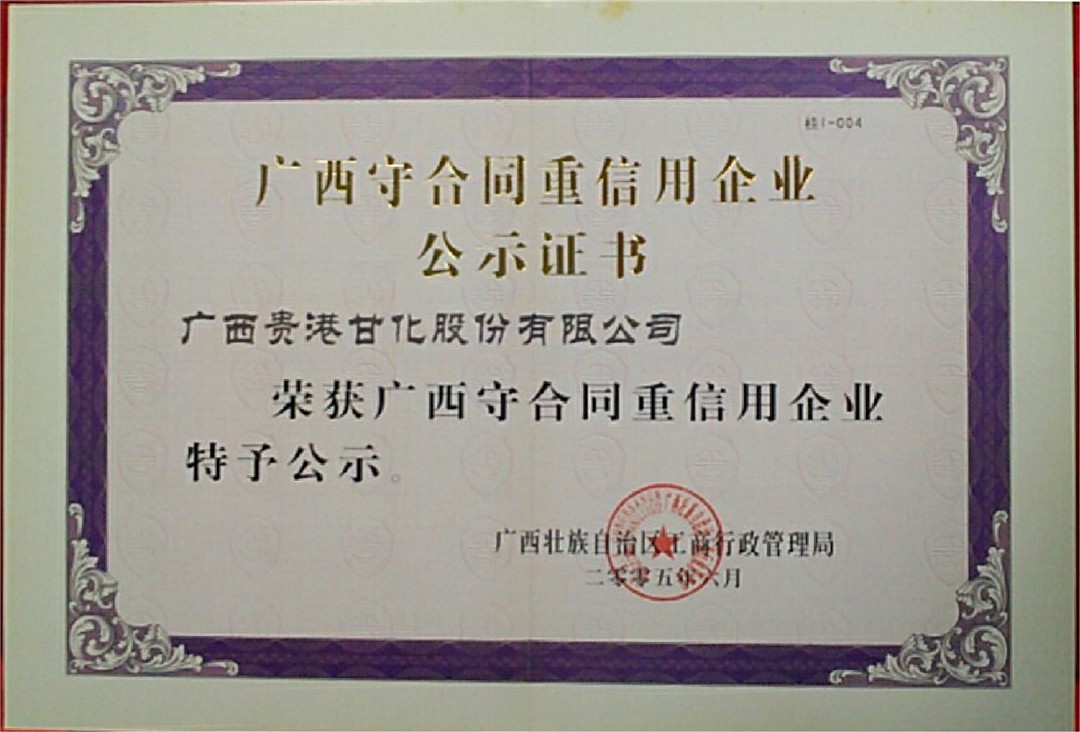 桂1-004
广西守合同重信用企业
公示证书
广西贵港甘化股份有限公司
荣获广西守合同重信用企业
特予公示。
广西壮族自治区工商行政管理局
二零零五年六月